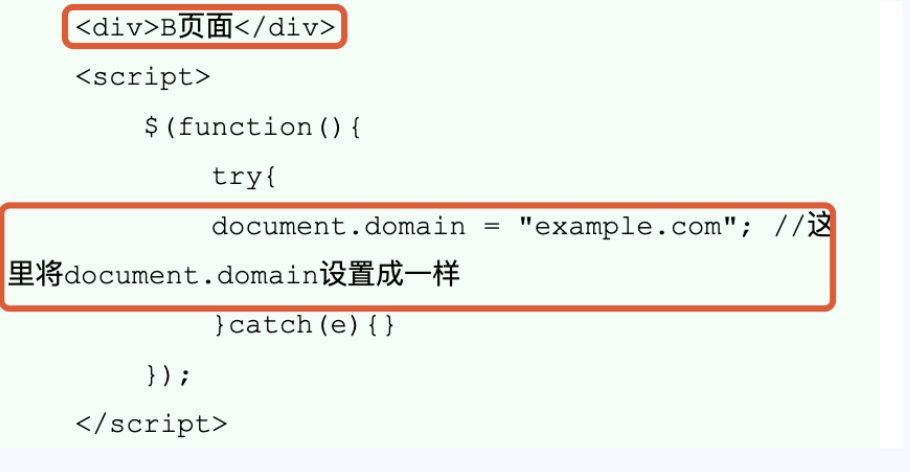 <div>B页面</div>
<script>
$(function(){
try{
document.domain = "example.com"; //这
里将document.domain设置成一样
}catch(e){}
});
</script>